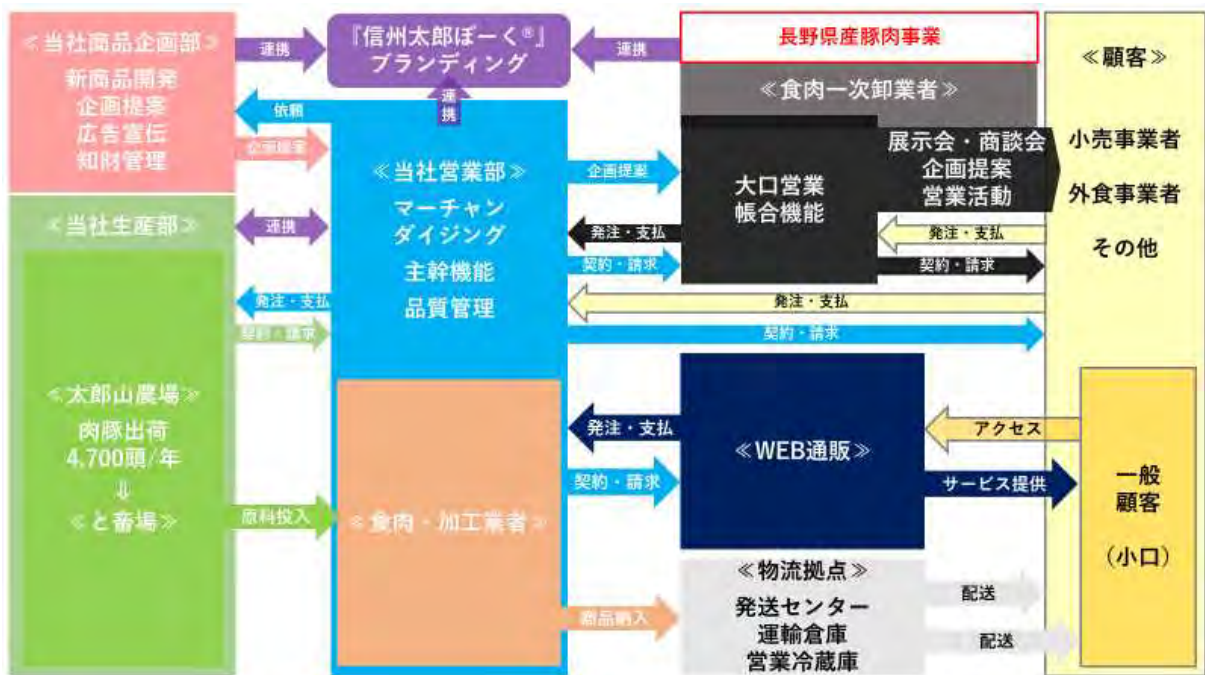 ≪当社商品企画部≫
新商品開発
企画提案
広告宣伝
知財管理
連携
『信州太郎ぽーく®』
ブランディング
連携
長野県産豚肉事業
≪食肉一次卸業者≫
≪顧客≫
小売事業者
外食事業者
その他
依頼
企画提案
連携
≪当社営業部≫
マーチャン
ダイジング
主幹機能
品質管理
企画提案
大口営業
帳合機能
展示会・商談会
企画提案
営業活動
≪当社生産部≫
連携
発注・支払
契約・請求
発注・支払
契約・請求
発注・支払
契約・請求
発注・支払
契約・請求
≪太郎山農場≫
肉豚出荷
4,700頭/年
⇓
≪と畜場≫
原料投入
≪食肉・加工業者≫
発注・支払
契約・請求
≪WEB通販≫
アクセス
サービス提供
一般
顧客
（小口）
商品納入
≪物流拠点≫
発送センター
運輸倉庫
営業冷蔵庫
配送
配送